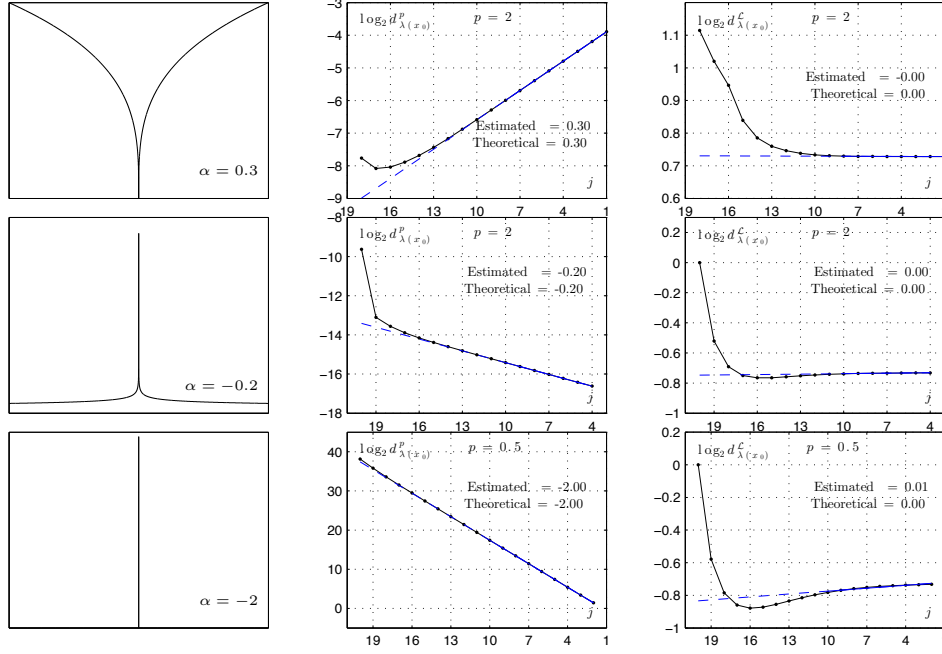 α = 0.3
−3
−4
−5
−6
−7
−8
−9
log₂ d^p_λ(x₀)
p = 2
Estimated = 0.30
Theoretical = 0.30
j
19 16 13 10 7 4 1
1.1
1
0.9
0.8
0.7
0.6
log₂ d^ℒ_λ(x₀)
p = 2
Estimated = -0.00
Theoretical = 0.00
j
19 16 13 10 7 4
α = −0.2
−8
−10
−12
−14
−16
−18
log₂ d^p_λ(x₀)
p = 2
Estimated = -0.20
Theoretical = -0.20
j
19 16 13 10 7 4
0.2
0
−0.2
−0.4
−0.6
−0.8
−1
log₂ d^ℒ_λ(x₀)
p = 2
Estimated = 0.00
Theoretical = 0.00
j
19 16 13 10 7 4
α = −2
40
30
20
10
0
log₂ d^p_λ(x₀)
p = 0.5
Estimated = -2.00
Theoretical = -2.00
j
19 16 13 10 7 4 1
0.2
0
−0.2
−0.4
−0.6
−0.8
−1
log₂ d^ℒ_λ(x₀)
p = 0.5
Estimated = 0.01
Theoretical = 0.00
j
19 16 13 10 7 4